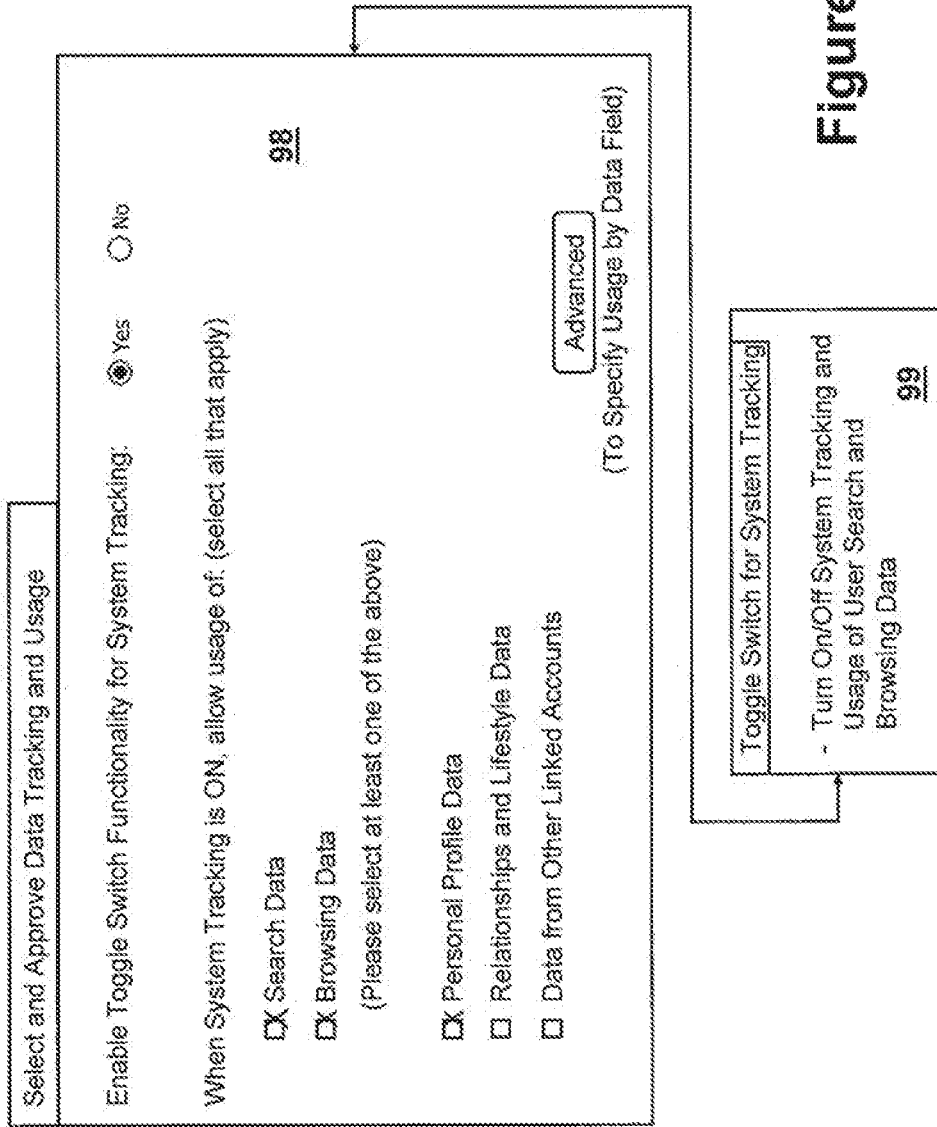 Select and Approve Data Tracking and Usage
Enable Toggle Switch Functionality for System Tracking: Yes No
When System Tracking is ON, allow usage of: (select all that apply)
Search Data
Browsing Data
(Please select at least one of the above)
Personal Profile Data
Relationships and Lifestyle Data
Data from Other Linked Accounts
98
Advanced
(To Specify Usage by Data Field)
Toggle Switch for System Tracking
- Turn On/Off System Tracking and
Usage of User Search and
Browsing Data
99
Figure